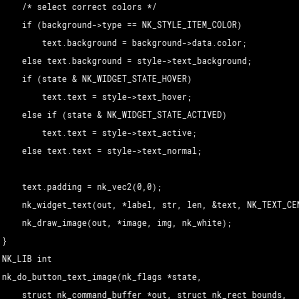 /* select correct colors */
if (background->type == NK_STYLE_ITEM_COLOR)
text.background = background->data.color;
else text.background = style->text_background;
if (state & NK_WIDGET_STATE_HOVER)
text.text = style->text_hover;
else if (state & NK_WIDGET_STATE_ACTIVED)
text.text = style->text_active;
else text.text = style->text_normal;
text.padding = nk_vec2(0,0);
nk_widget_text(out, *label, str, len, &text, NK_TEXT_CEN
nk_draw_image(out, *image, img, nk_white);
}
NK_LIB int
nk_do_button_text_image(nk_flags *state,
struct nk_command_buffer *out, struct nk_rect bounds,